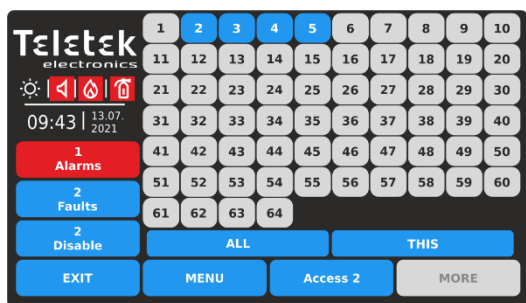 Teletek
electronics
09:43
13.07.
2021
1
Alarms
2
Faults
2
Disable
EXIT
1 2 3 4 5 6 7 8 9 10
11 12 13 14 15 16 17 18 19 20
21 22 23 24 25 26 27 28 29 30
31 32 33 34 35 36 37 38 39 40
41 42 43 44 45 46 47 48 49 50
51 52 53 54 55 56 57 58 59 60
61 62 63 64
ALL THIS
MENU Access 2 MORE